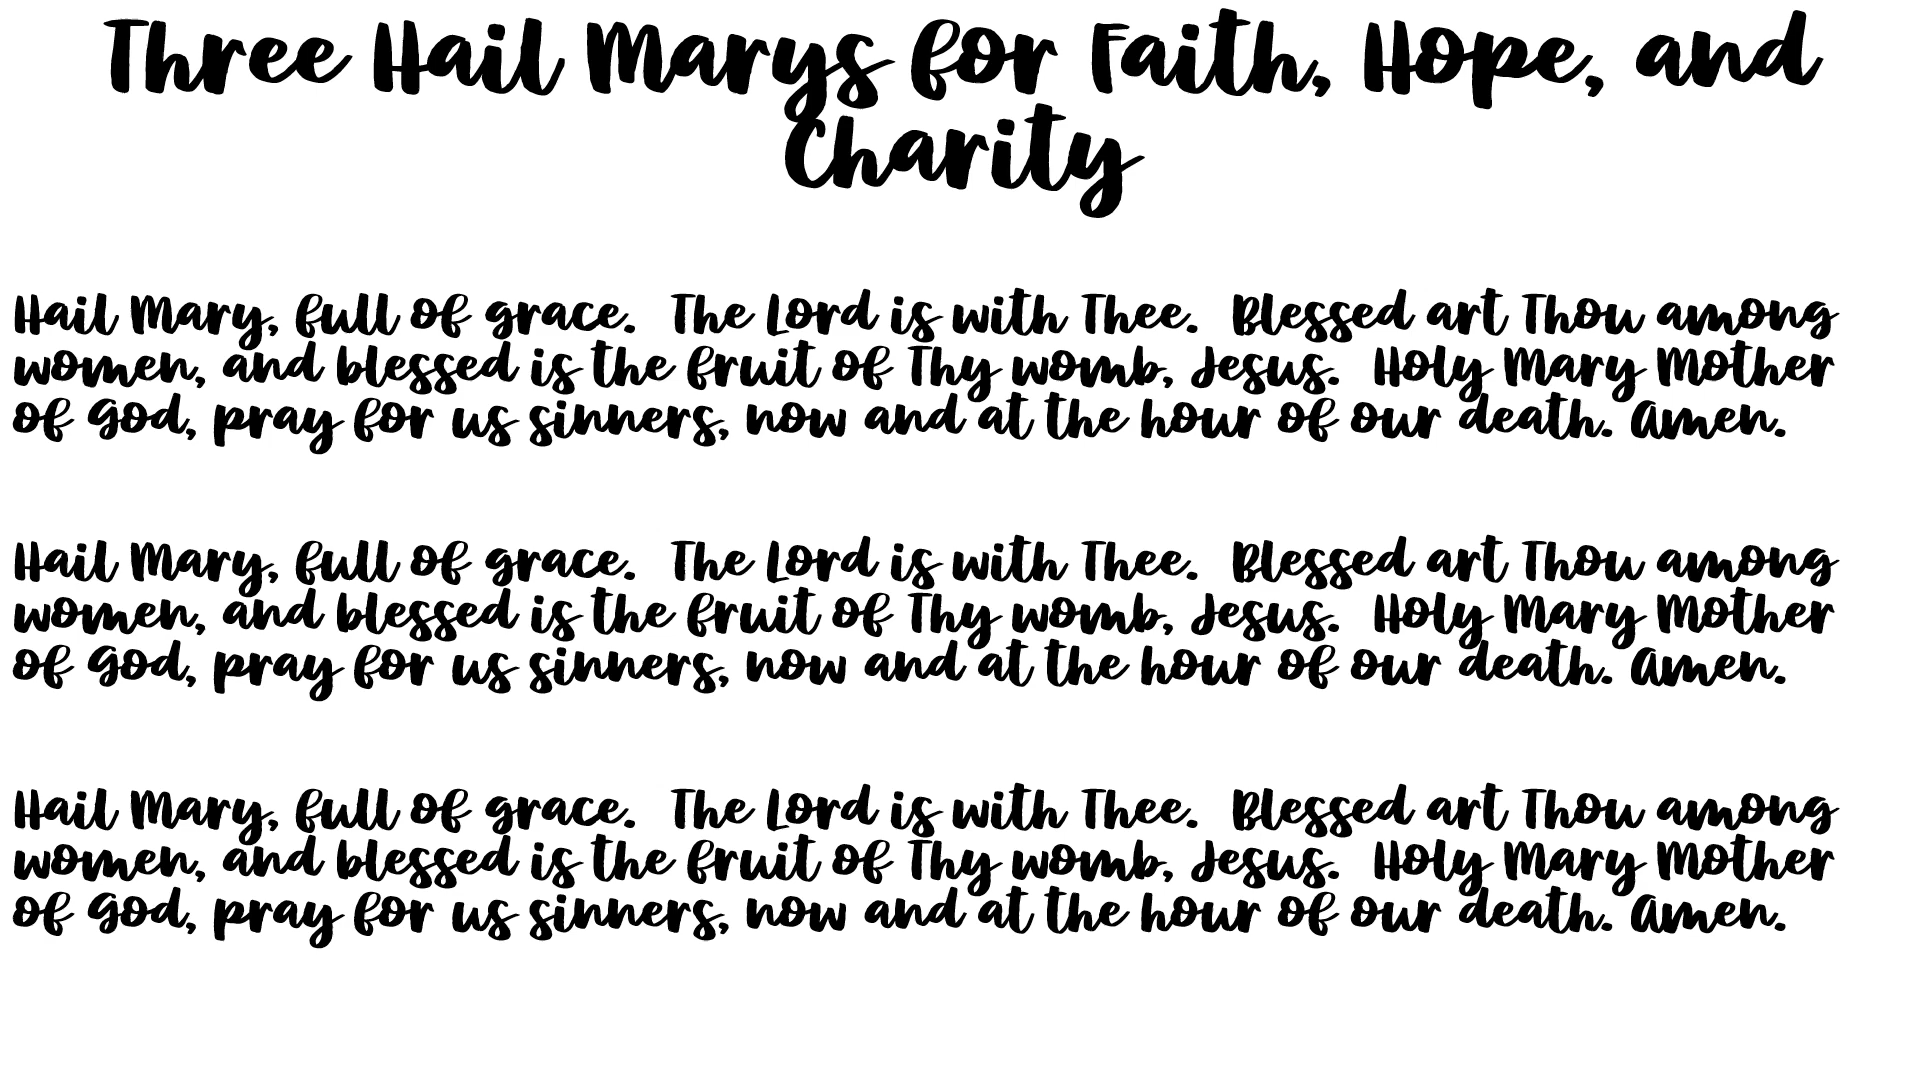 Three Hail Marys for Faith, Hope, and
Charity
Hail Mary, full of grace.  The Lord is with Thee.  Blessed art Thou among
women, and blessed is the fruit of Thy womb, Jesus.  Holy Mary Mother
of God, pray for us sinners, now and at the hour of our death. Amen.
Hail Mary, full of grace.  The Lord is with Thee.  Blessed art Thou among
women, and blessed is the fruit of Thy womb, Jesus.  Holy Mary Mother
of God, pray for us sinners, now and at the hour of our death. Amen.
Hail Mary, full of grace.  The Lord is with Thee.  Blessed art Thou among
women, and blessed is the fruit of Thy womb, Jesus.  Holy Mary Mother
of God, pray for us sinners, now and at the hour of our death. Amen.